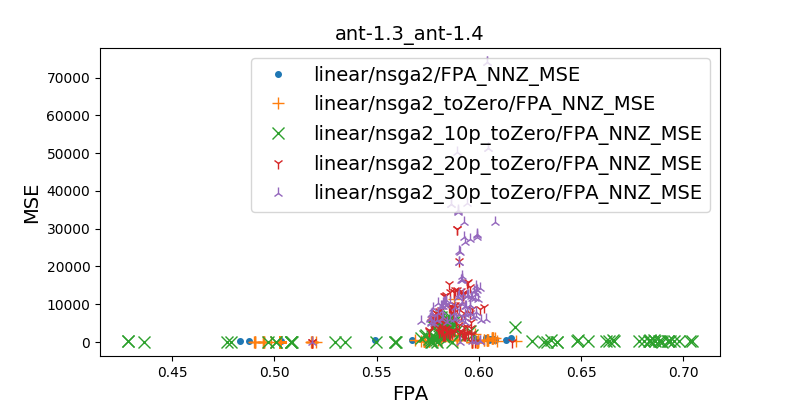 ant-1.3_ant-1.4
70000
60000
50000
40000
30000
20000
10000
0
MSE
linear/nsga2/FPA_NNZ_MSE
linear/nsga2_toZero/FPA_NNZ_MSE
linear/nsga2_10p_toZero/FPA_NNZ_MSE
linear/nsga2_20p_toZero/FPA_NNZ_MSE
linear/nsga2_30p_toZero/FPA_NNZ_MSE
0.45 0.50 0.55 0.60 0.65 0.70
FPA